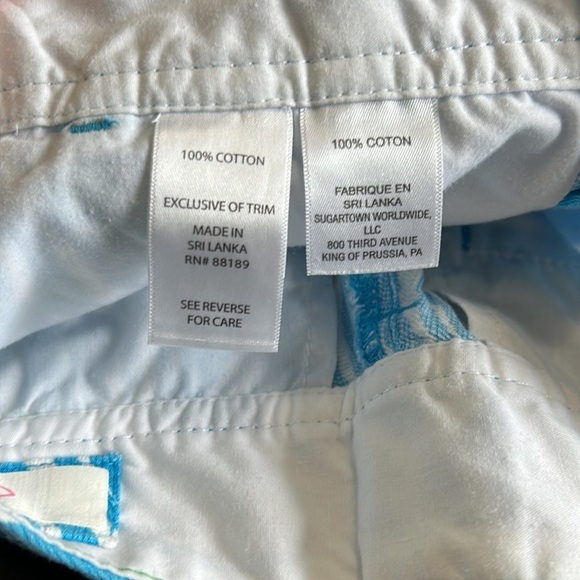 100% COTTON
EXCLUSIVE OF TRIM
MADE IN
SRI LANKA
RN# 88189
SEE REVERSE
FOR CARE
100% COTON
FABRIQUE EN
SRI LANKA
SUGARTOWN WORLDWIDE,
LLC
800 THIRD AVENUE
KING OF PRUSSIA, PA